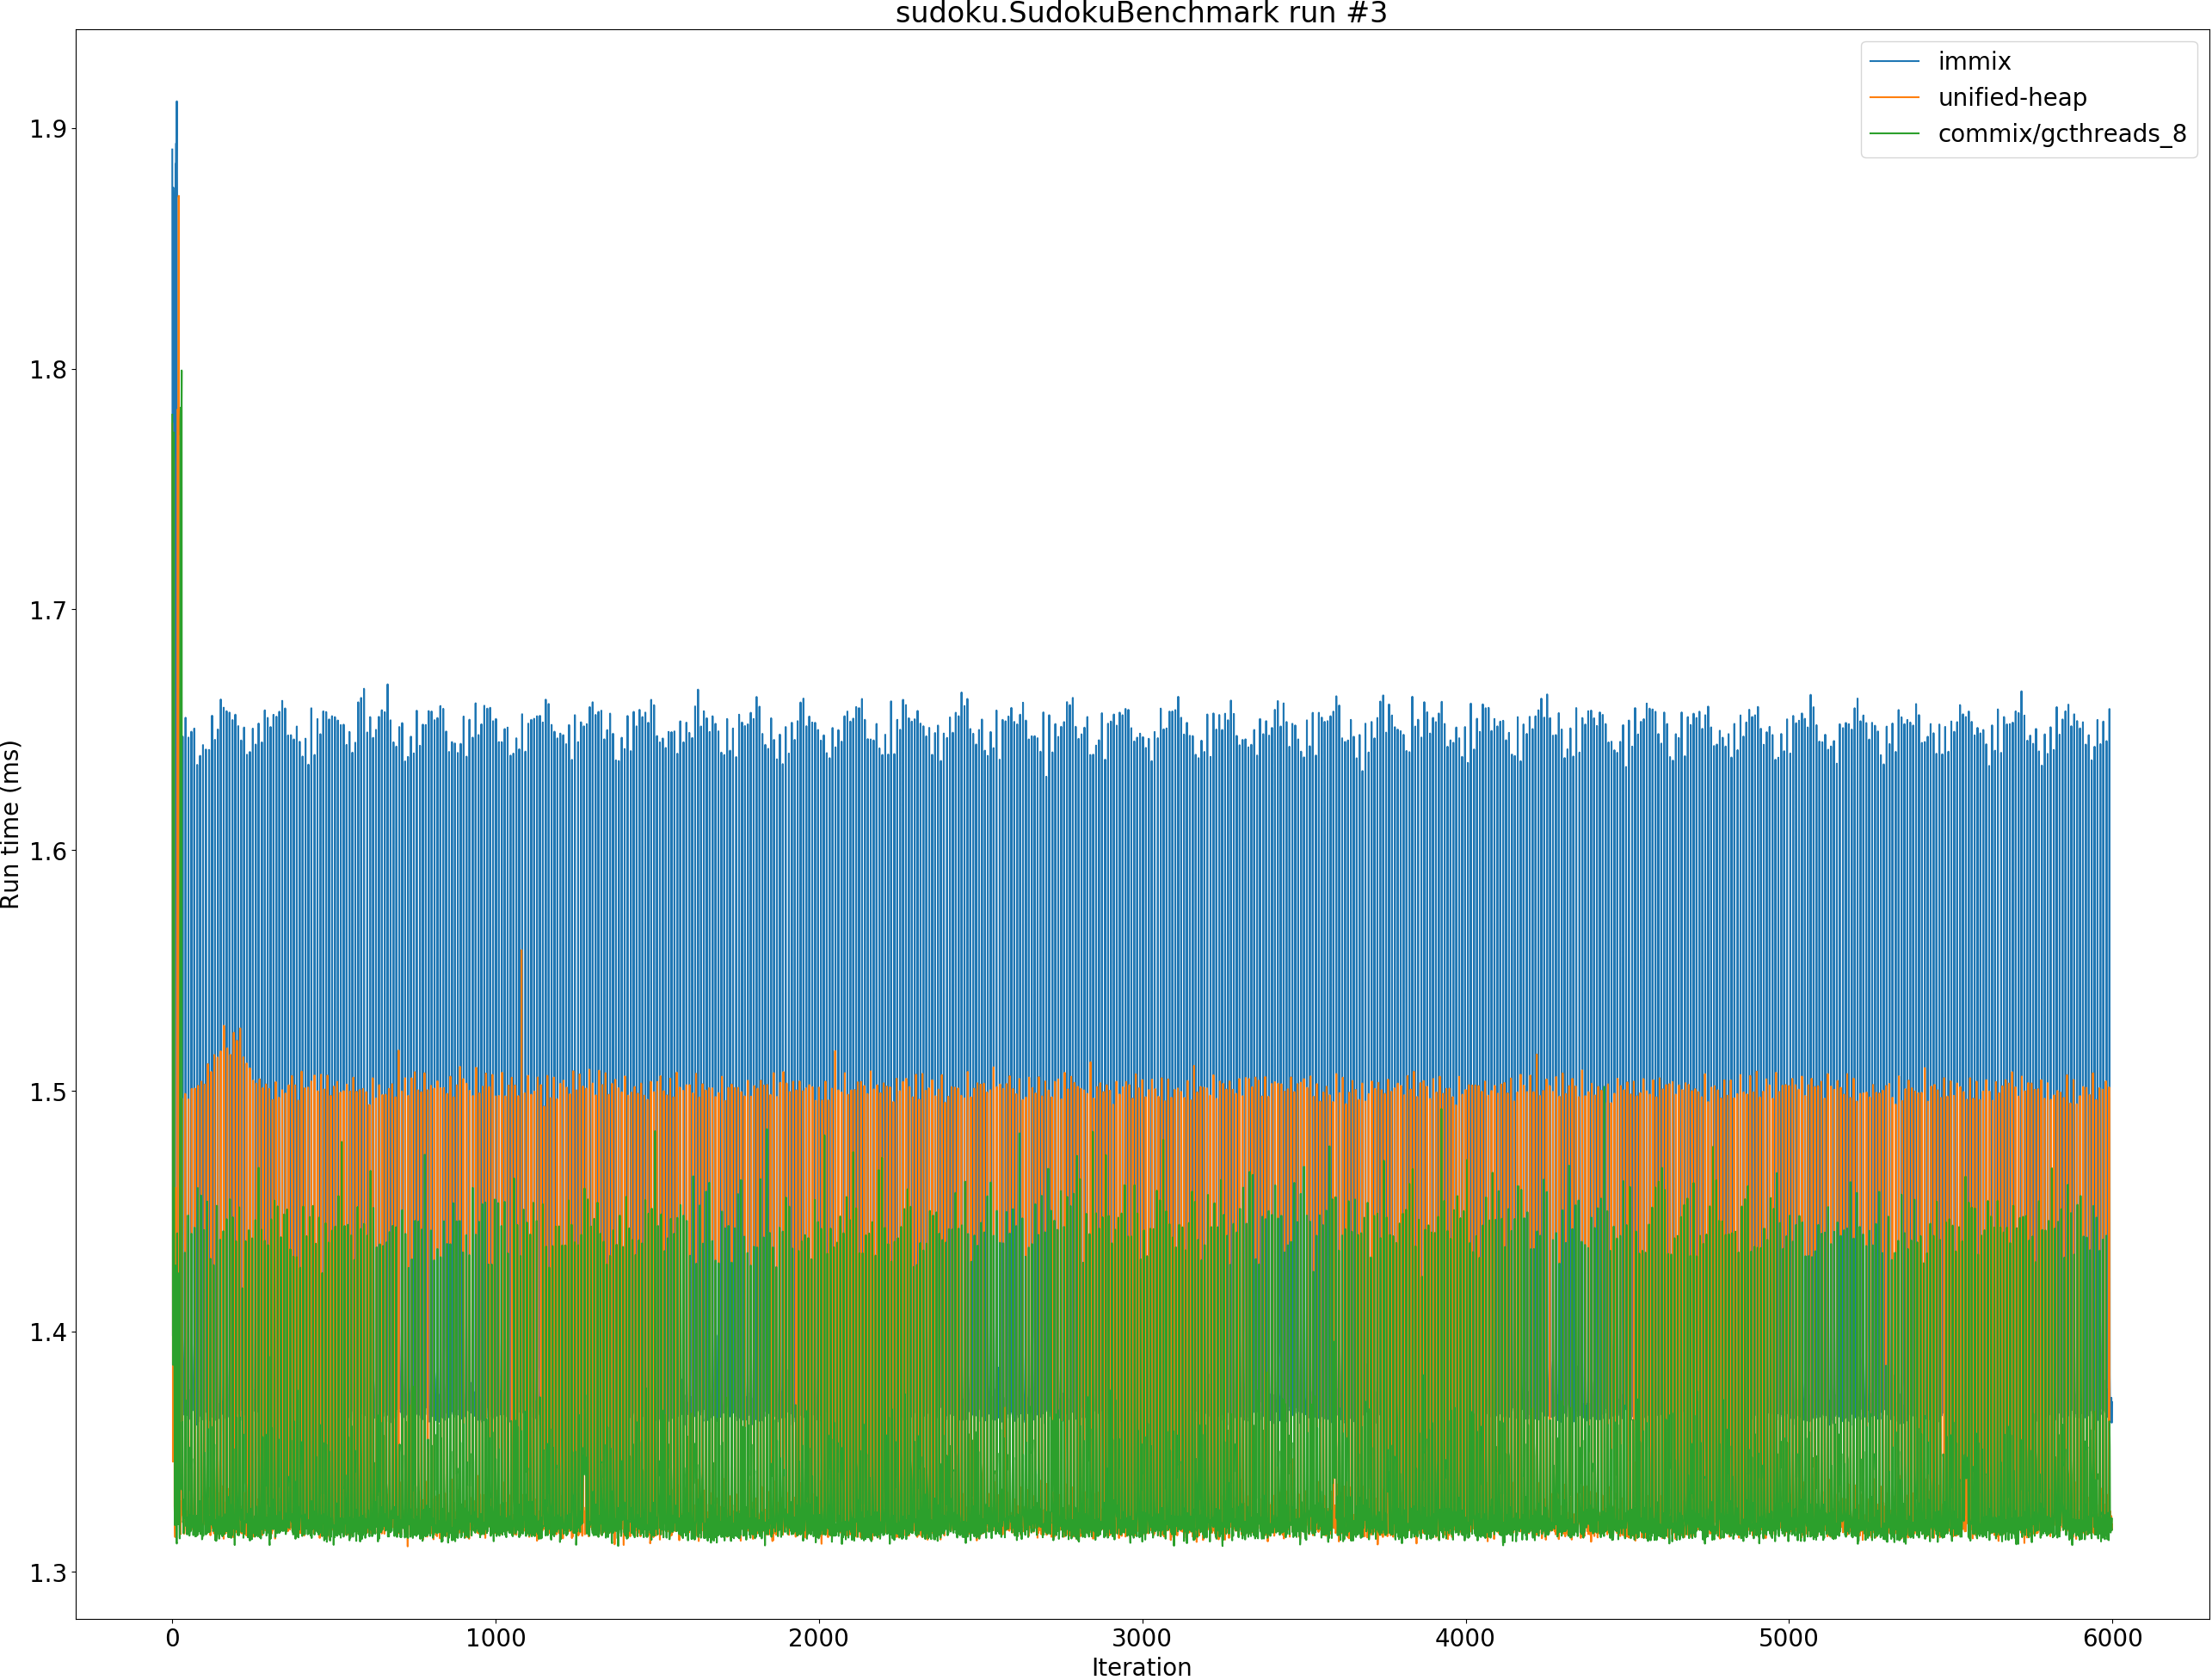 sudoku.SudokuBenchmark run #3
immix
unified-heap
commix/gcthreads_8
1.9
1.8
1.7
1.6
1.5
1.4
1.3
Run time (ms)
0 1000 2000 3000 4000 5000 6000
Iteration